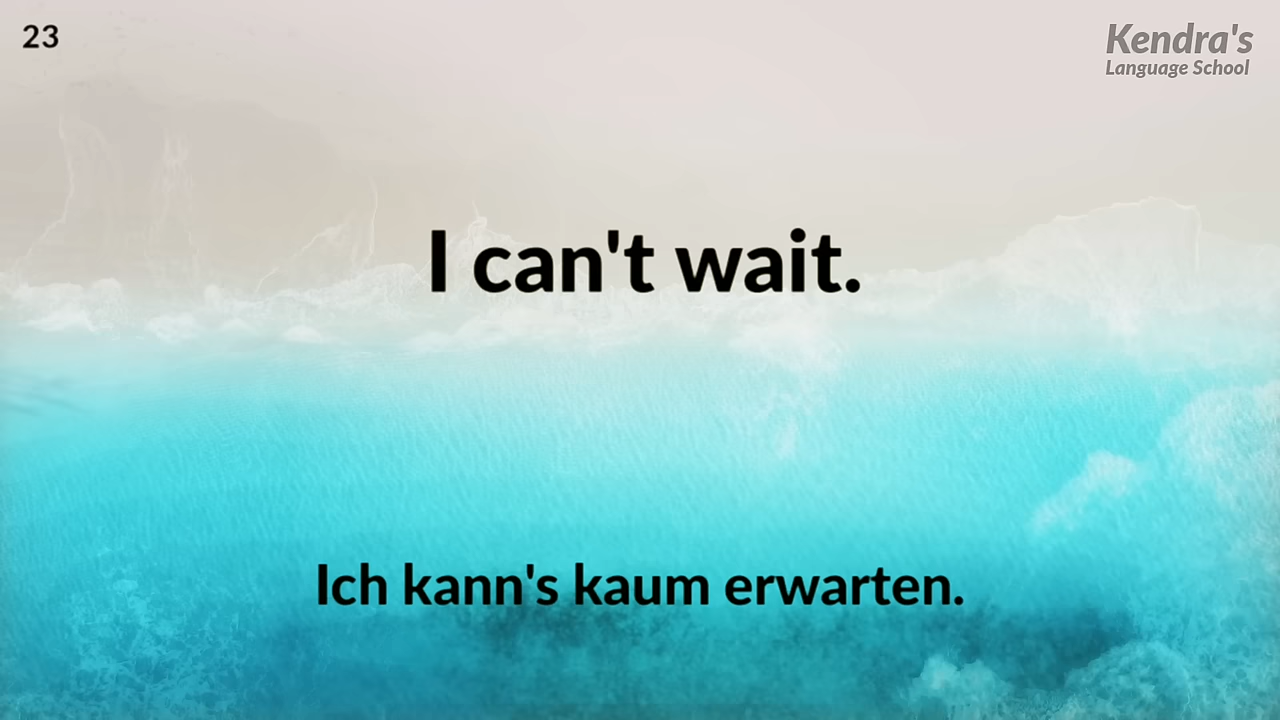 23
Kendra's
Language School
I can't wait.
Ich kann's kaum erwarten.